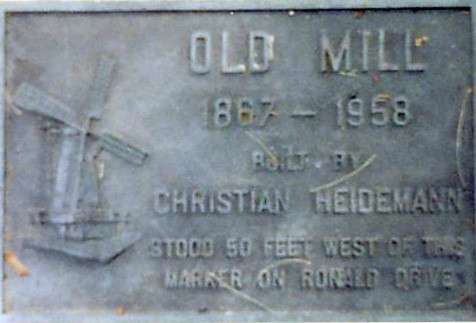 OLD MILL
1867 - 1958
BUILT BY
CHRISTIAN HEIDEMANN
STOOD 50 FEET WEST OF THIS
MARKER ON RONALD DRIVE